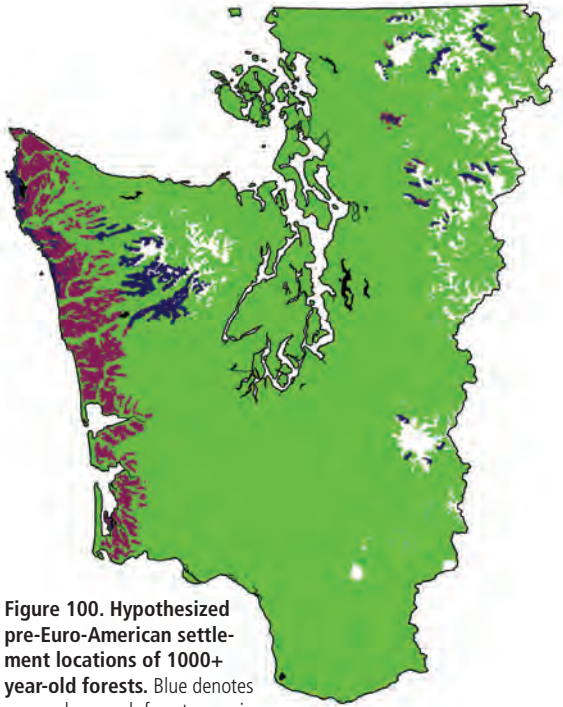 Figure 100. Hypothesized
pre-Euro-American settle-
ment locations of 1000+
year-old forests. Blue denotes